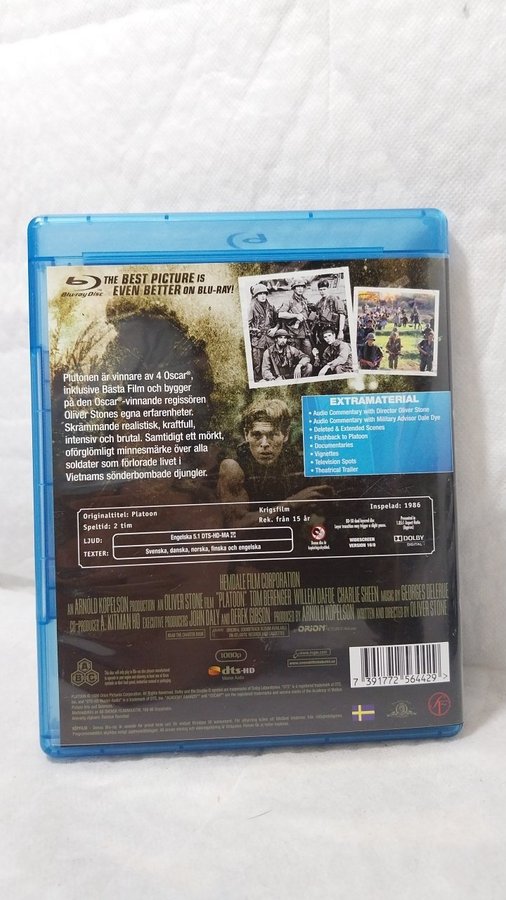 Blu-ray Disc
THE BEST PICTURE IS
EVEN BETTER ON BLU-RAY!
Plutonen är vinnare av 4 Oscar®,
inklusive Bästa Film och bygger
på den Oscar®-vinnande regissören
Oliver Stones egna erfarenheter.
Skrämmande realistisk, kraftfull,
intensiv och brutal. Samtidigt ett mörkt,
oförglömligt minnesmärke över alla
soldater som förlorade livet i
Vietnams sönderbombade djungler.
EXTRAMATERIAL
• Audio Commentary with Director Oliver Stone
• Audio Commentary with Military Advisor Dale Dye
• Deleted & Extended Scenes
• Flashback to Platoon
• Documentaries
• Vignettes
• Television Spots
• Theatrical Trailer
Originaltittel: Platoon Krigsfilm Inspelad: 1986
Speltid: 2 tim Rek. från 15 år
LJUD: Engelska 5.1 DTS-HD-MA
TEXTER: Svenska, danska, norska, finska och engelska
WIDESCREEN
VERSION 16:9
DOLBY
DIGITAL
HEMDALE FILM CORPORATION
AN ARNOLD KOPELSON PRODUCTION AN OLIVER STONE FILM "PLATOON" TOM BERENGER WILLEM DAFOE CHARLIE SHEEN MUSIC BY GEORGES DELERUE
CO-PRODUCER A. KITMAN HO EXECUTIVE PRODUCERS JOHN DALY AND DEREK GIBSON PRODUCED BY ARNOLD KOPELSON WRITTEN AND DIRECTED BY OLIVER STONE
ORION
1080p
dts-HD
Master Audio
ABC
7 391772 564429
SF